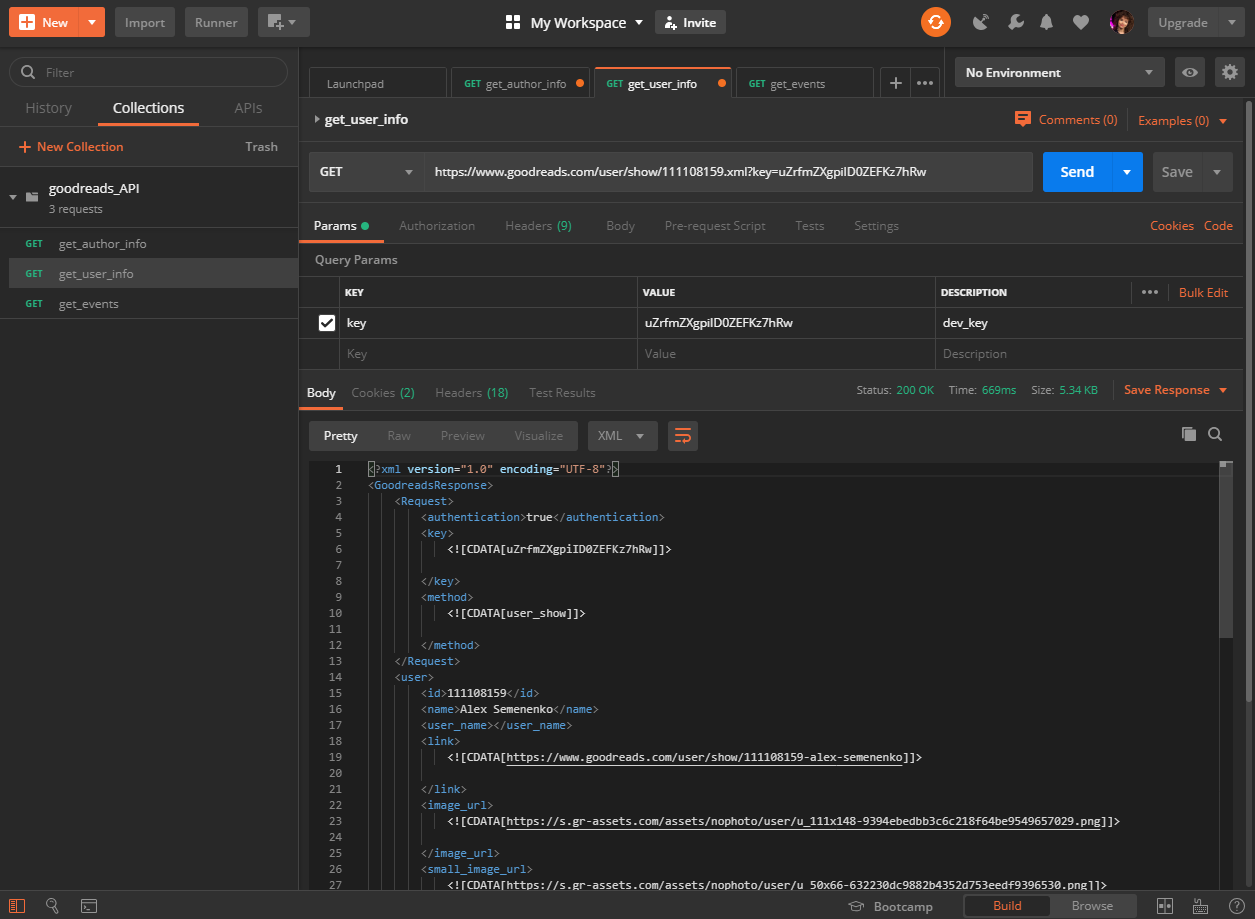 New
Import
Runner
My Workspace
Invite
Upgrade
Filter
History
Collections
APIs
New Collection
Trash
goodreads_API
3 requests
GET get_author_info
GET get_user_info
GET get_events
Launchpad
GET get_author_info
GET get_user_info
GET get_events
No Environment
get_user_info
Comments (0)
Examples (0)
GET
https://www.goodreads.com/user/show/111108159.xml?key=uZrfmZXgpiID0ZEFKz7hRw
Send
Save
Params
Authorization
Headers (9)
Body
Pre-request Script
Tests
Settings
Cookies
Code
Query Params
KEY
VALUE
DESCRIPTION
Bulk Edit
key
uZrfmZXgpiID0ZEFKz7hRw
dev_key
Key
Value
Description
Body
Cookies (2)
Headers (18)
Test Results
Status: 200 OK
Time: 669ms
Size: 5.34 KB
Save Response
Pretty
Raw
Preview
Visualize
XML
1 <?xml version="1.0" encoding="UTF-8"?>
2 <GoodreadsResponse>
3 <Request>
4 <authentication>true</authentication>
5 <key>
6 <![CDATA[uZrfmZXgpiID0ZEFKz7hRw]]>
7
8 </key>
9 <method>
10 <![CDATA[user_show]]>
11
12 </method>
13 </Request>
14 <user>
15 <id>111108159</id>
16 <name>Alex Semenenko</name>
17 <user_name></user_name>
18 <link>
19 <![CDATA[https://www.goodreads.com/user/show/111108159-alex-semenenko]]>
20
21 </link>
22 <image_url>
23 <![CDATA[https://s.gr-assets.com/assets/nophoto/user/u_111x148-9394ebedbb3c6c218f64be9549657029.png]]>
24
25 </image_url>
26 <small_image_url>
27 <![CDATA[https://s.gr-assets.com/assets/nophoto/user/u_50x66-632230dc9882b4352d753eedf9396530.png]]>
Bootcamp
Build
Browse